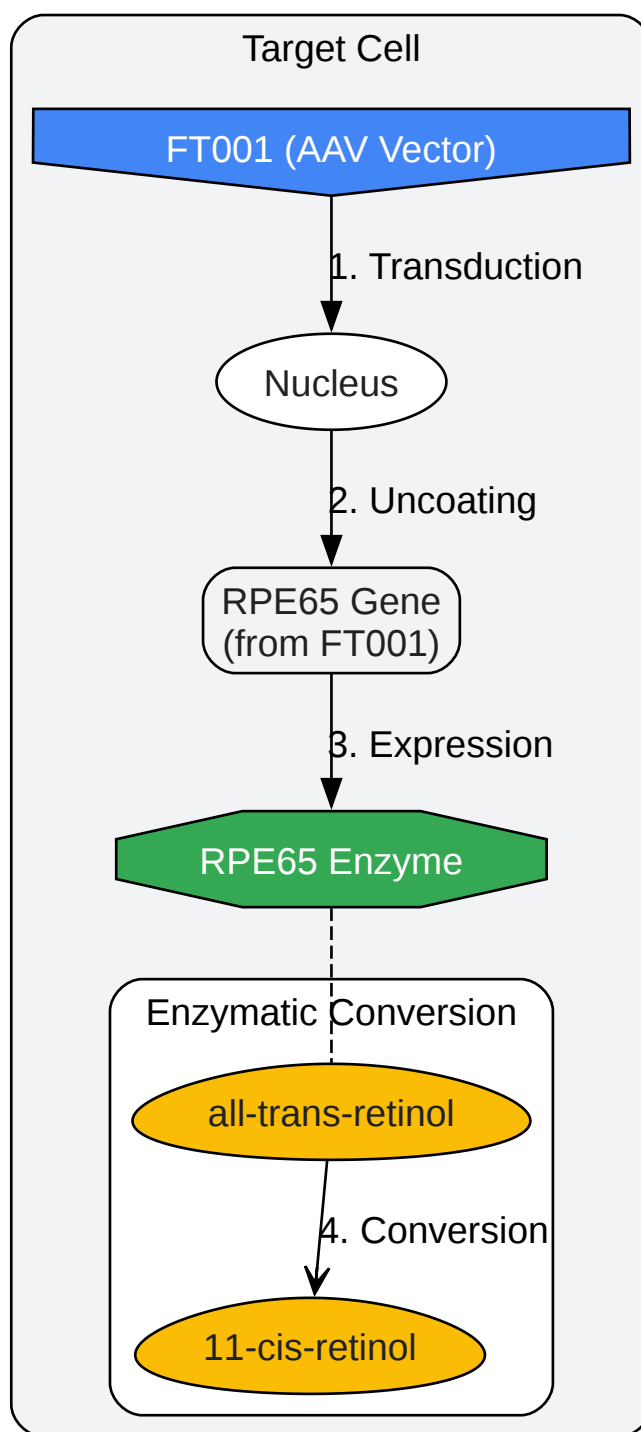 Target Cell
FT001 (AAV Vector)
1. Transduction
Nucleus
2. Uncoating
RPE65 Gene
(from FT001)
3. Expression
RPE65 Enzyme
Enzymatic Conversion
all-trans-retinol
4. Conversion
11-cis-retinol